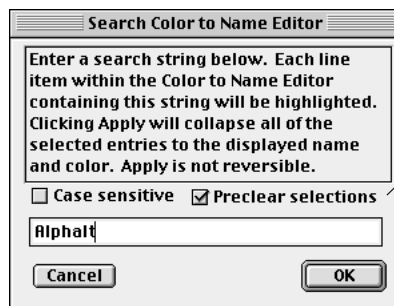 Search Color to Name Editor
Enter a search string below. Each line
item within the Color to Name Editor
containing this string will be highlighted.
Clicking Apply will collapse all of the
selected entries to the displayed name
and color. Apply is not reversible.
Case sensitive Preclear selections
Alphalt
Cancel OK